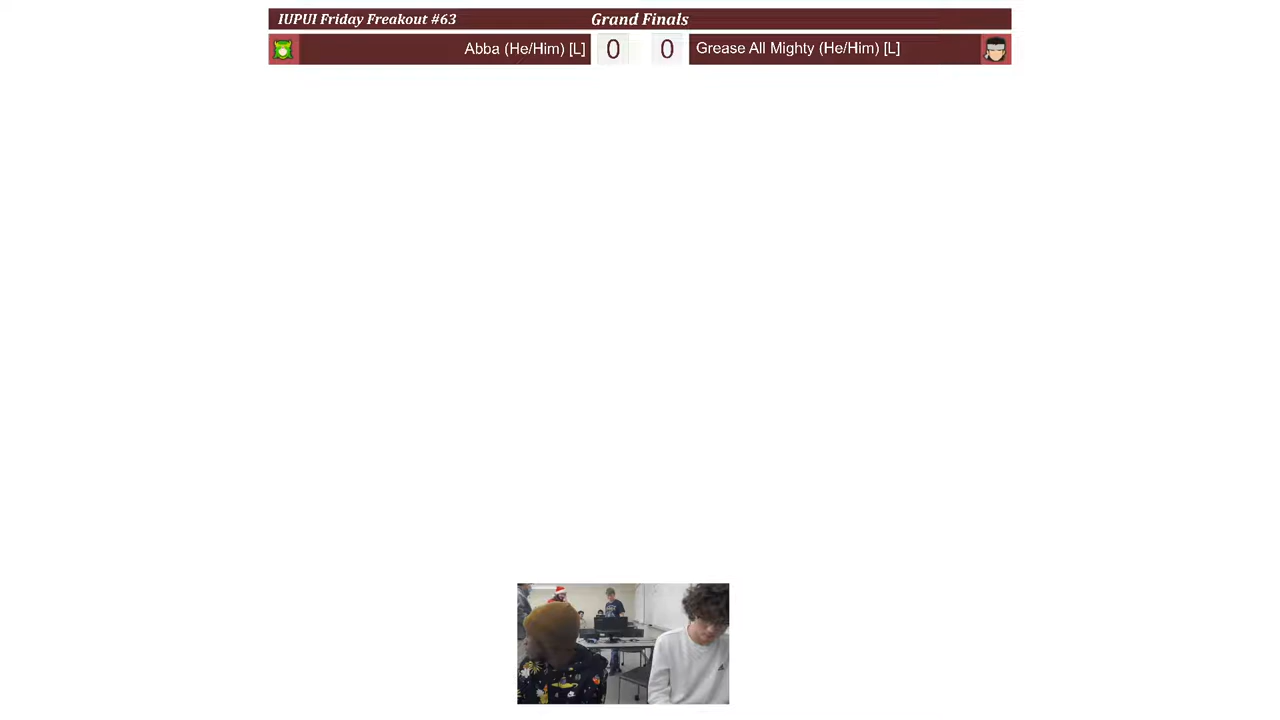 IUPUI Friday Freakout #63 Grand Finals
Abba (He/Him) [L] 0 0 Grease All Mighty (He/Him) [L]